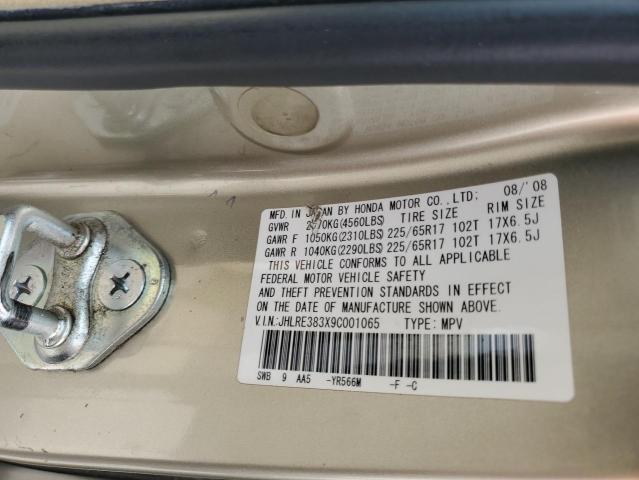 MFD. IN JAPAN BY HONDA MOTOR CO., LTD: 08/'08
GVWR 2070KG(4560LBS) TIRE SIZE RIM SIZE
GAWR F 1050KG(2310LBS) 225/65R17 102T 17X6.5J
GAWR R 1040KG(2290LBS) 225/65R17 102T 17X6.5J
THIS VEHICLE CONFORMS TO ALL APPLICABLE
FEDERAL MOTOR VEHICLE SAFETY
AND THEFT PREVENTION STANDARDS IN EFFECT
ON THE DATE OF MANUFACTURE SHOWN ABOVE.
V.I.N:JHLRE383X9C001065 TYPE: MPV
SWB 9 AA5 -YR566M -F -C